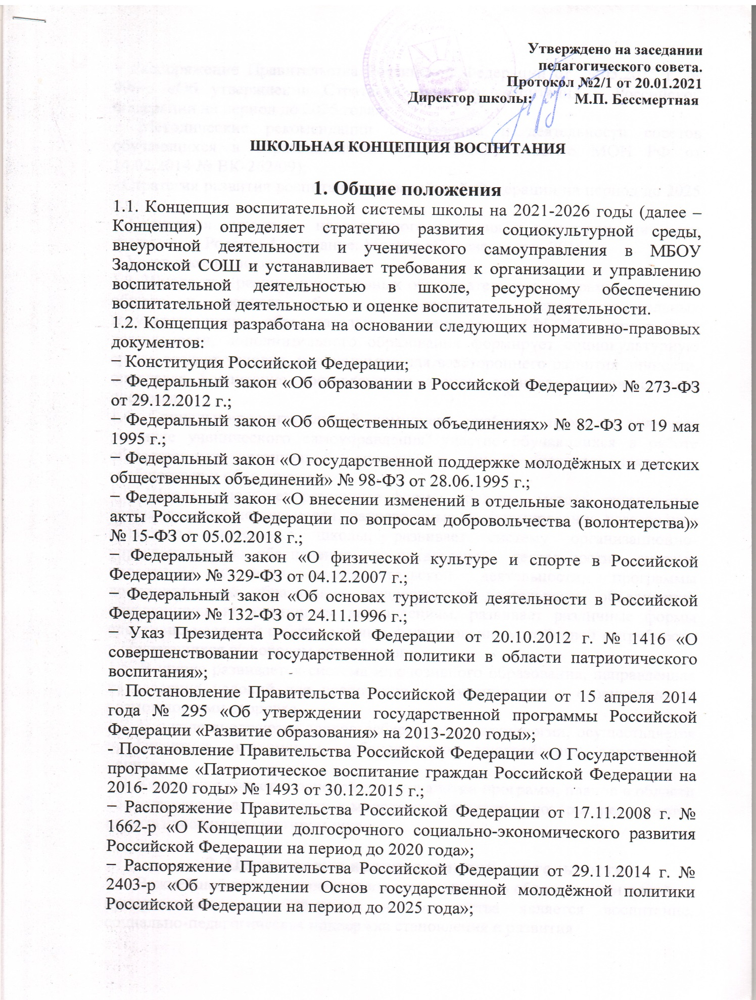 Утверждено на заседании
педагогического совета.
Протокол №2/1 от 20.01.2021
Директор школы: М.П. Бессмертная
ШКОЛЬНАЯ КОНЦЕПЦИЯ ВОСПИТАНИЯ
1. Общие положения
1.1. Концепция воспитательной системы школы на 2021-2026 годы (далее –
Концепция) определяет стратегию развития социокультурной среды,
внеурочной деятельности и ученического самоуправления в МБОУ
Задонской СОШ и устанавливает требования к организации и управлению
воспитательной деятельностью в школе, ресурсному обеспечению
воспитательной деятельностью и оценке воспитательной деятельности.
1.2. Концепция разработана на основании следующих нормативно-правовых
документов:
− Конституция Российской Федерации;
− Федеральный закон «Об образовании в Российской Федерации» № 273-ФЗ
от 29.12.2012 г.;
− Федеральный закон «Об общественных объединениях» № 82-ФЗ от 19 мая
1995 г.;
− Федеральный закон «О государственной поддержке молодёжных и детских
общественных объединений» № 98-ФЗ от 28.06.1995 г.;
− Федеральный закон «О внесении изменений в отдельные законодательные
акты Российской Федерации по вопросам добровольчества (волонтерства)»
№ 15-ФЗ от 05.02.2018 г.;
− Федеральный закон «О физической культуре и спорте в Российской
Федерации» № 329-ФЗ от 04.12.2007 г.;
− Федеральный закон «Об основах туристской деятельности в Российской
Федерации» № 132-ФЗ от 24.11.1996 г.;
− Указ Президента Российской Федерации от 20.10.2012 г. № 1416 «О
совершенствовании государственной политики в области патриотического
воспитания»;
− Постановление Правительства Российской Федерации от 15 апреля 2014
года № 295 «Об утверждении государственной программы Российской
Федерации «Развитие образования» на 2013-2020 годы»;
- Постановление Правительства Российской Федерации «О Государственной
программе «Патриотическое воспитание граждан Российской Федерации на
2016- 2020 годы» № 1493 от 30.12.2015 г.;
− Распоряжение Правительства Российской Федерации от 17.11.2008 г. №
1662-р «О Концепции долгосрочного социально-экономического развития
Российской Федерации на период до 2020 года»;
− Распоряжение Правительства Российской Федерации от 29.11.2014 г. №
2403-р «Об утверждении Основ государственной молодёжной политики
Российской Федерации на период до 2025 года»;